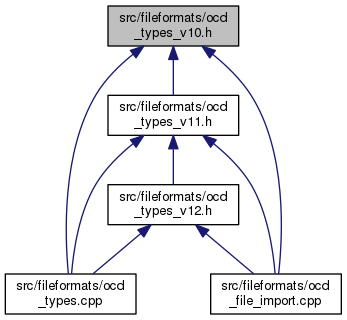 src/fileformats/ocd
_types_v10.h
src/fileformats/ocd
_types_v11.h
src/fileformats/ocd
_types_v12.h
src/fileformats/ocd
_types.cpp
src/fileformats/ocd
_file_import.cpp